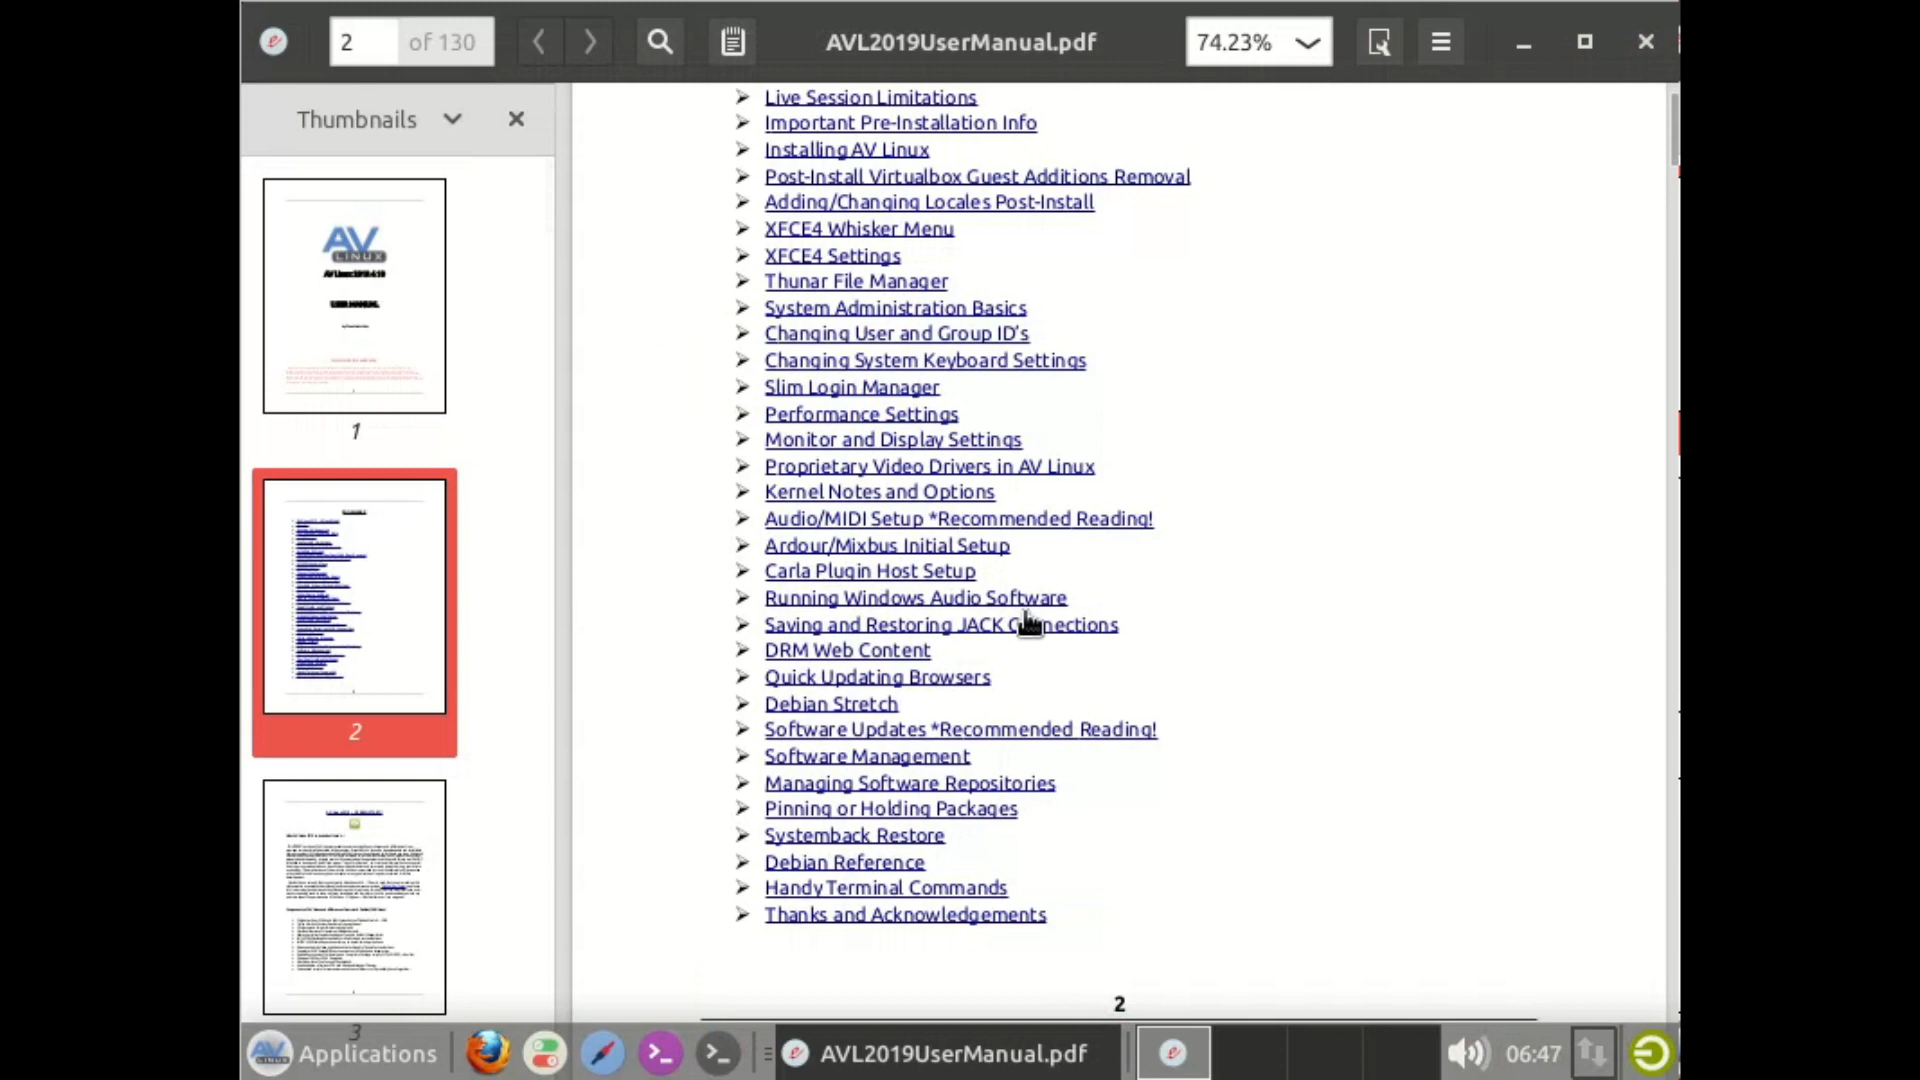 2 of 130
AVL2019UserManual.pdf
74.23%
Thumbnails
AV
LINUX
USER MANUAL
1
2
3
Live Session Limitations
Important Pre-Installation Info
Installing AV Linux
Post-Install Virtualbox Guest Additions Removal
Adding/Changing Locales Post-Install
XFCE4 Whisker Menu
XFCE4 Settings
Thunar File Manager
System Administration Basics
Changing User and Group ID's
Changing System Keyboard Settings
Slim Login Manager
Performance Settings
Monitor and Display Settings
Proprietary Video Drivers in AV Linux
Kernel Notes and Options
Audio/MIDI Setup *Recommended Reading!
Ardour/Mixbus Initial Setup
Carla Plugin Host Setup
Running Windows Audio Software
Saving and Restoring JACK Connections
DRM Web Content
Quick Updating Browsers
Debian Stretch
Software Updates *Recommended Reading!
Software Management
Managing Software Repositories
Pinning or Holding Packages
Systemback Restore
Debian Reference
Handy Terminal Commands
Thanks and Acknowledgements
2
Applications
AVL2019UserManual.pdf
06:47